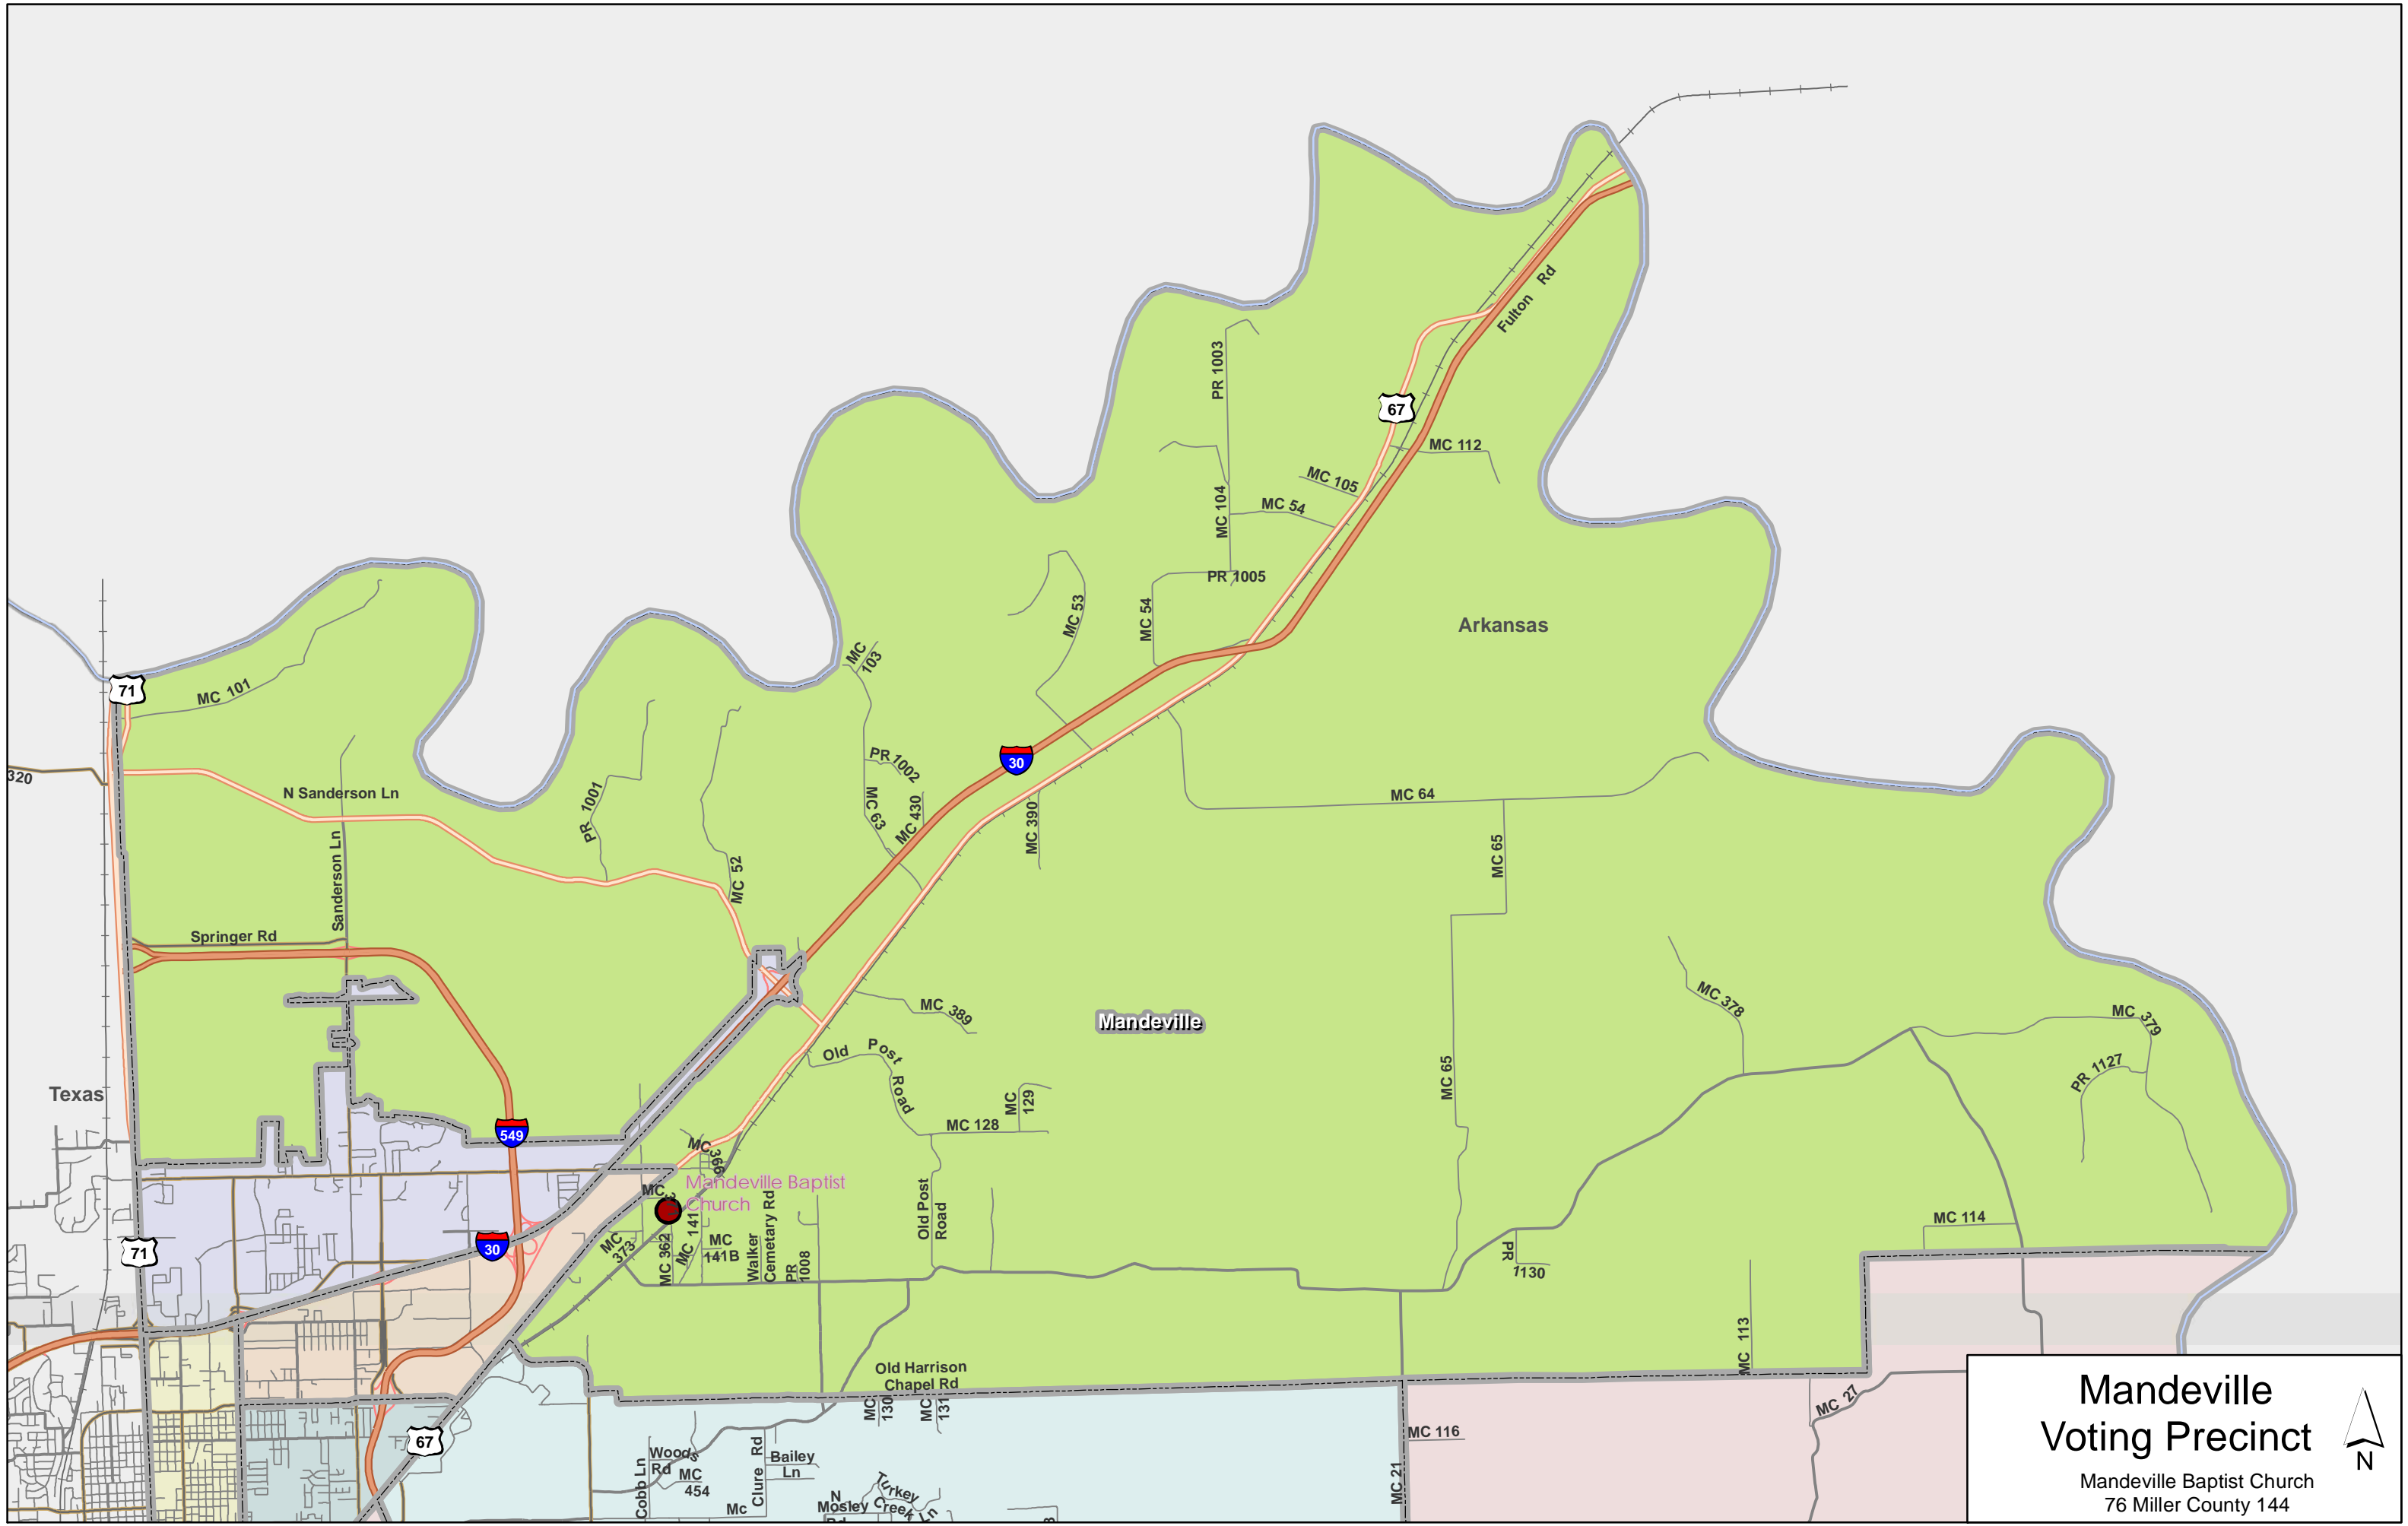 Fulton Rd
PR 1003
67
MC 112
MC 105
MC 104
MC 54
PR 1005
MC 53
MC 54
Arkansas
MC 103
71
MC 101
320
N Sanderson Ln
Sanderson Ln
PR 1001
MC 52
PR 1002
MC 63
MC 430
30
MC 390
MC 64
MC 65
Springer Rd
MC 389
Mandeville
MC 378
MC 379
PR 1127
Old Post Road
MC 129
MC 128
MC 65
Texas
549
MC 366
Mandeville Baptist
Church
MC
MC 373
MC 362
MC 141
MC
141B
Walker
Cemetary Rd
PR
1008
Old Post
Road
71
30
MC 114
PR
1130
MC 113
Old Harrison
Chapel Rd
MC
130
MC
131
MC 27
MC 116
MC 21
67
Woods
Rd
MC
454
Cobb Ln
Clure Rd
Bailey
Ln
Mc
N
Mosley
Rd
Turkey
Creek Ln
Mandeville
Voting Precinct
N
Mandeville Baptist Church
76 Miller County 144